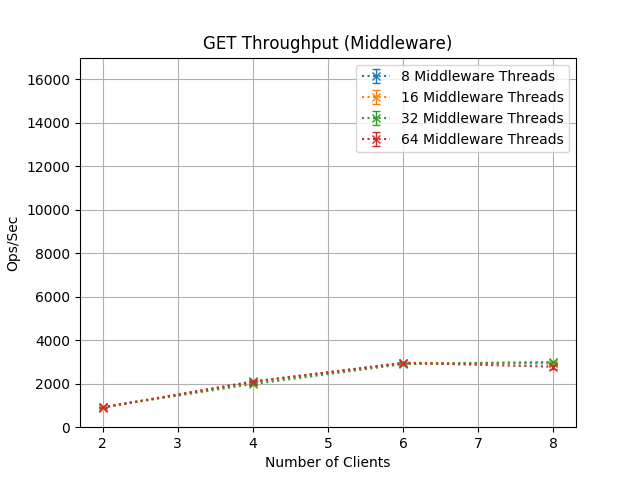 GET Throughput (Middleware)
8 Middleware Threads
16 Middleware Threads
32 Middleware Threads
64 Middleware Threads
16000
14000
12000
10000
8000
6000
4000
2000
0
Ops/Sec
2
3
4
5
6
7
8
Number of Clients